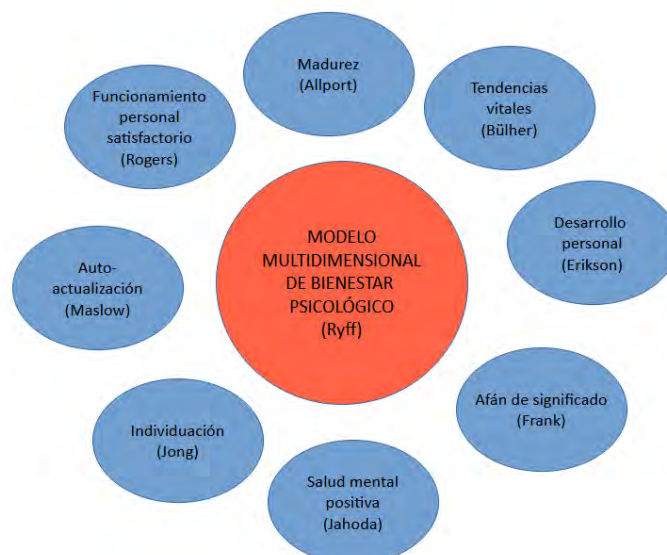 Madurez
(Allport)
Tendencias
vitales
(Bülher)
Funcionamiento
personal
satisfactorio
(Rogers)
Desarrollo
personal
(Erikson)
MODELO
MULTIDIMENSIONAL
DE BIENESTAR
PSICOLÓGICO
(Ryff)
Auto-
actualización
(Maslow)
Afán de significado
(Frank)
Individuación
(Jong)
Salud mental
positiva
(Jahoda)